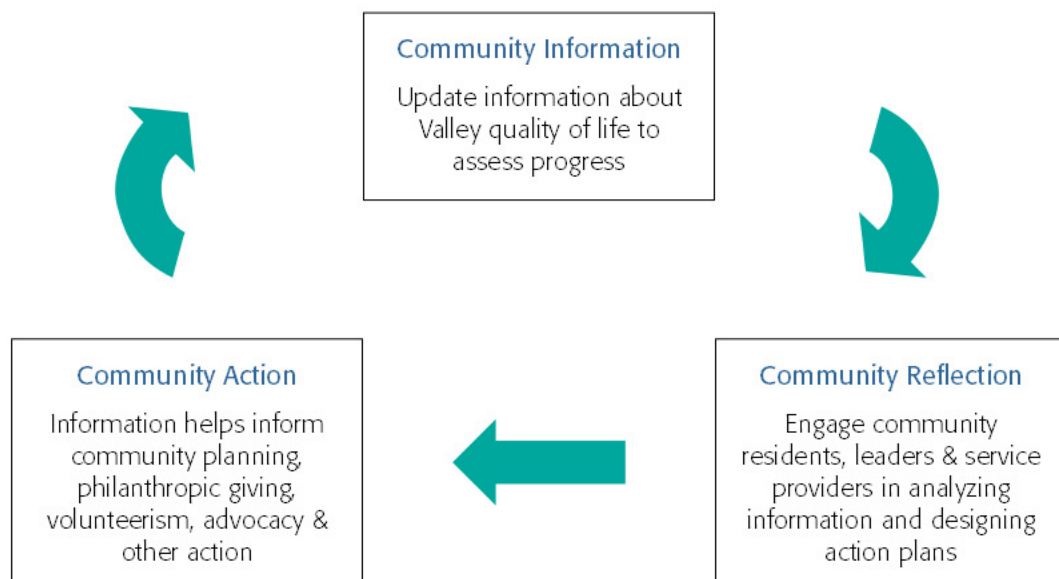 Community Information
Update information about
Valley quality of life to
assess progress
Community Action
Information helps inform
community planning,
philanthropic giving,
volunteerism, advocacy &
other action
Community Reflection
Engage community
residents, leaders & service
providers in analyzing
information and designing
action plans